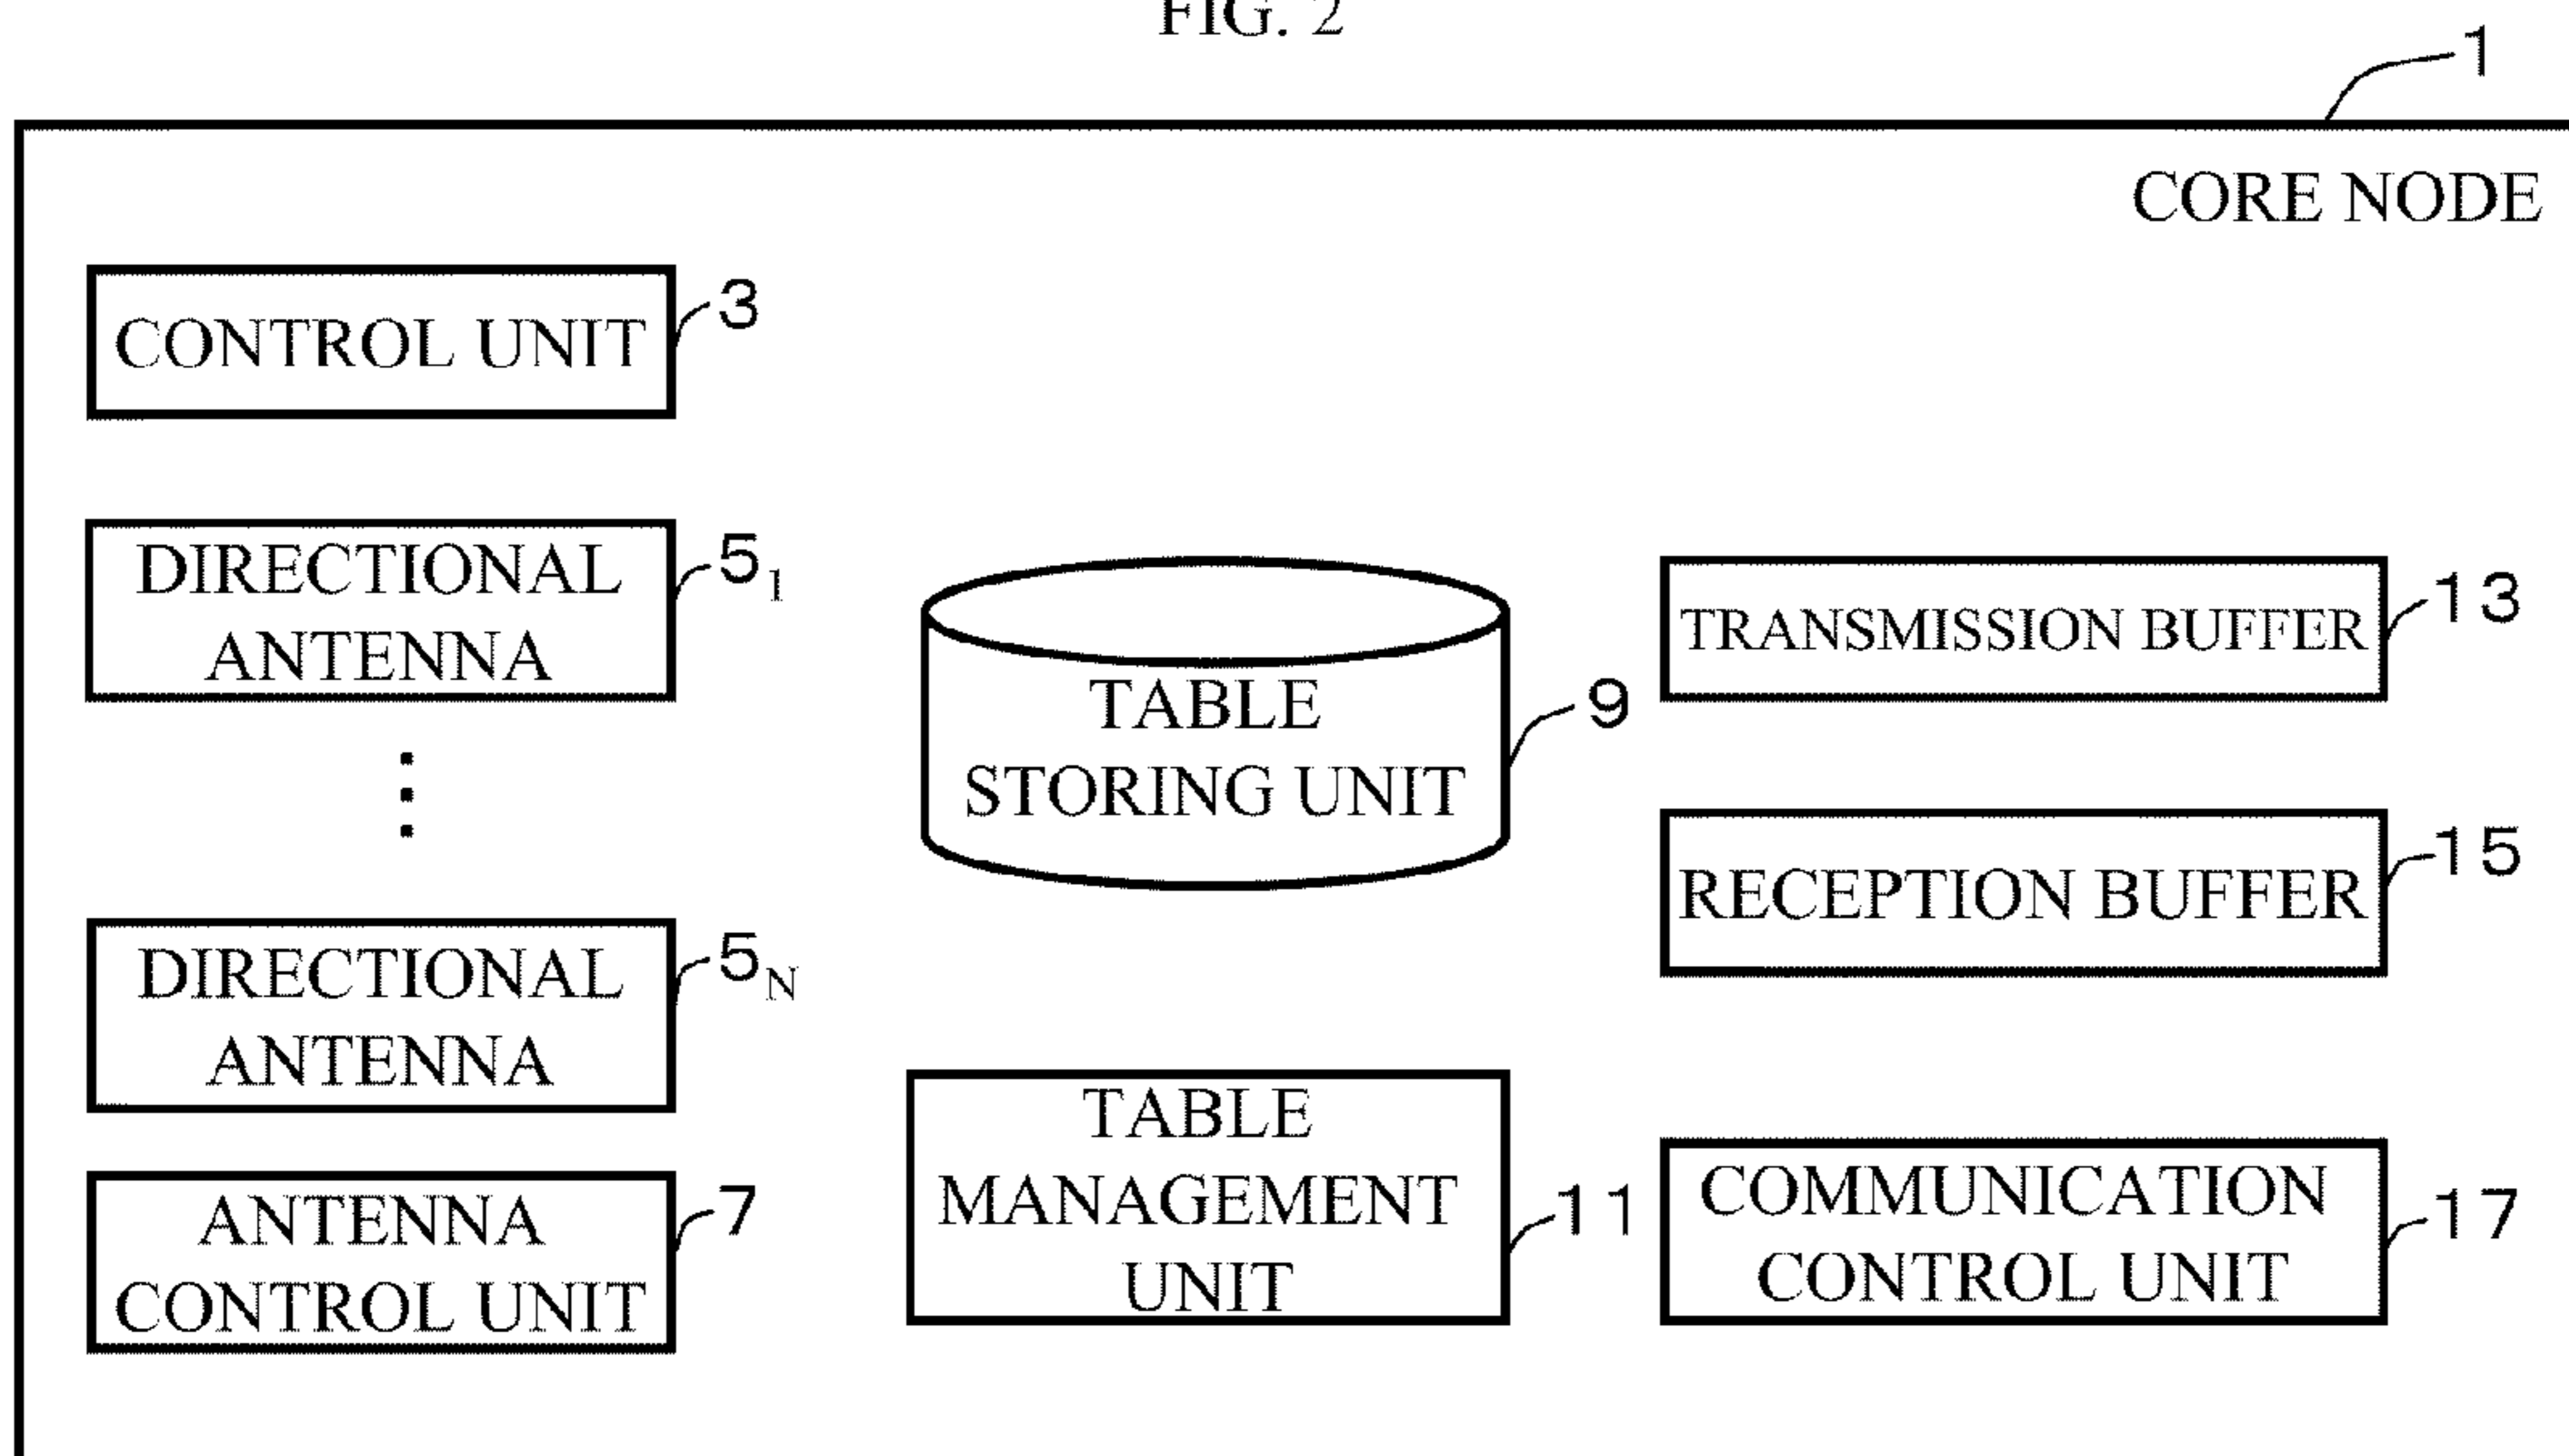 FIG. 2
1
CORE NODE
CONTROL UNIT
3
DIRECTIONAL
ANTENNA
5₁
DIRECTIONAL
ANTENNA
5ₙ
ANTENNA
CONTROL UNIT
7
TABLE
STORING UNIT
9
TABLE
MANAGEMENT
UNIT
11
TRANSMISSION BUFFER
13
RECEPTION BUFFER
15
COMMUNICATION
CONTROL UNIT
17